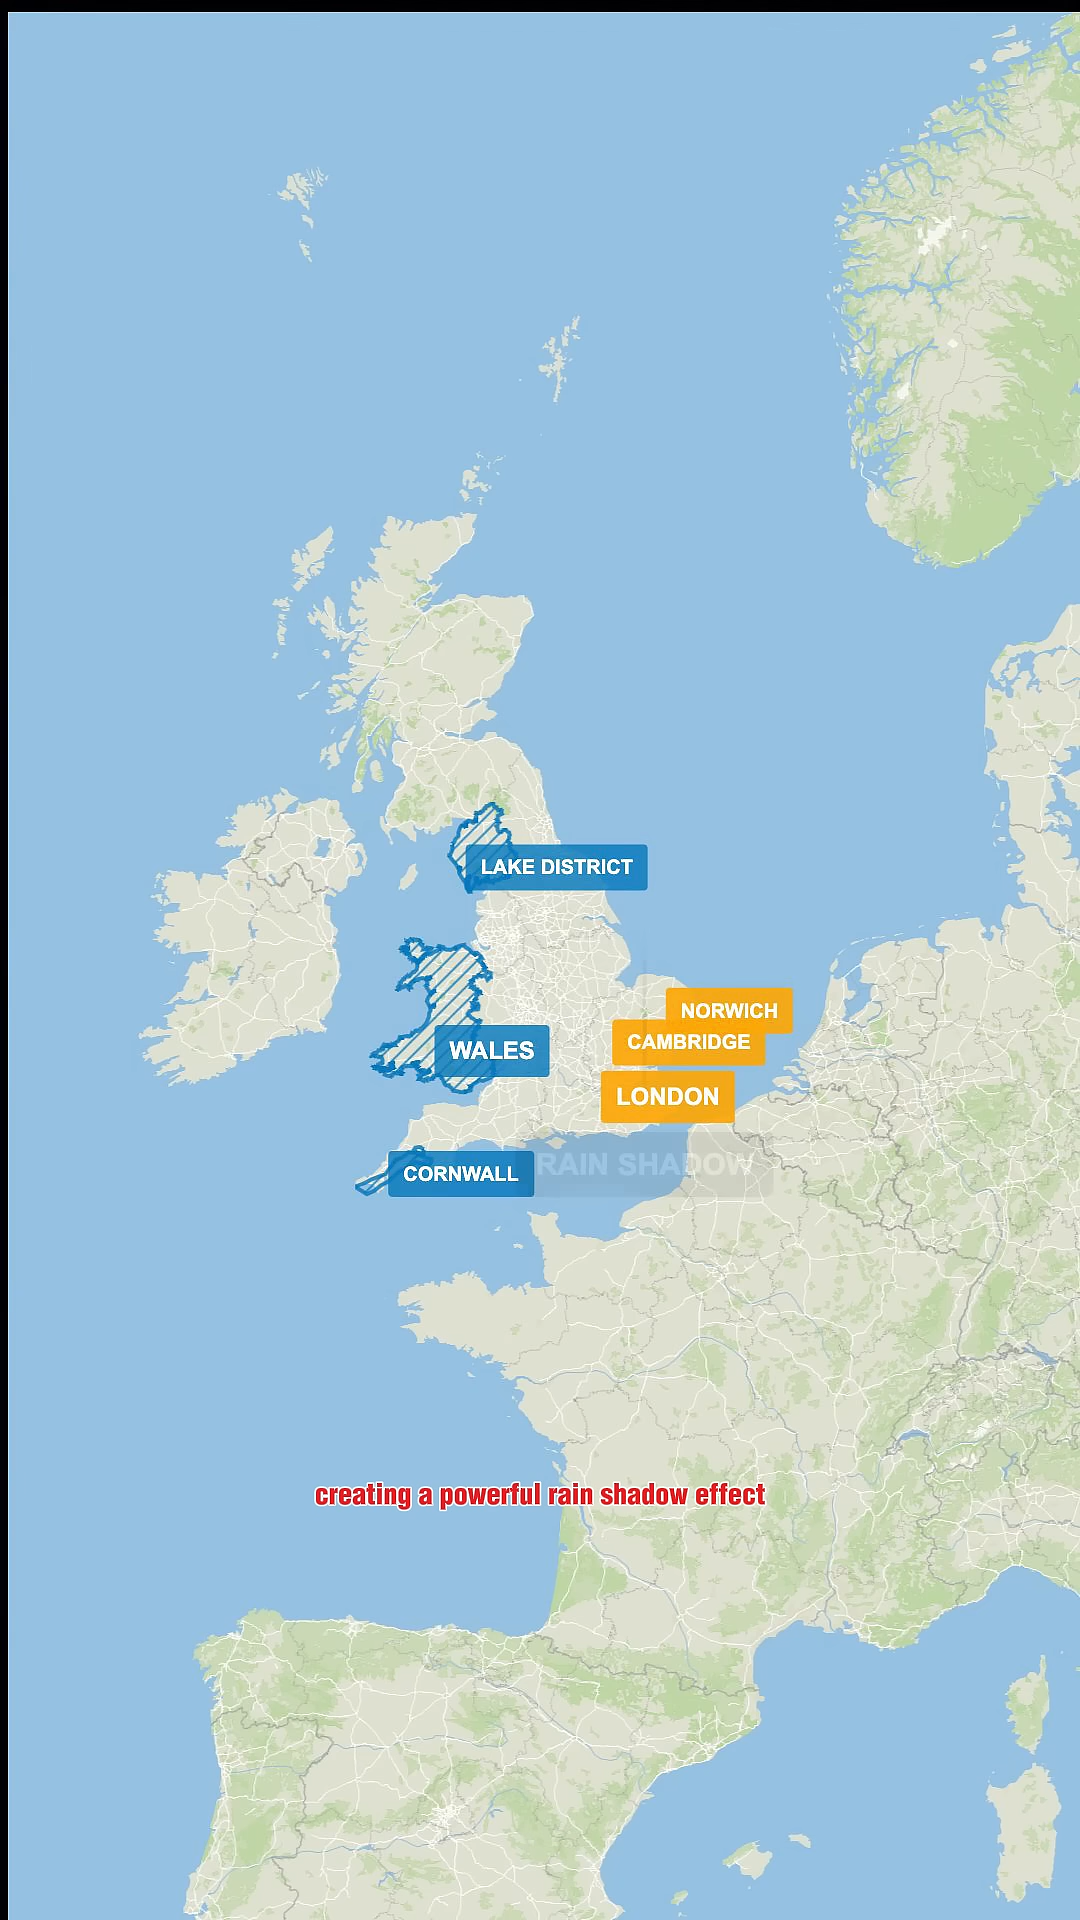 LAKE DISTRICT
NORWICH
CAMBRIDGE
WALES
LONDON
RAIN SHADOW
CORNWALL
creating a powerful rain shadow effect